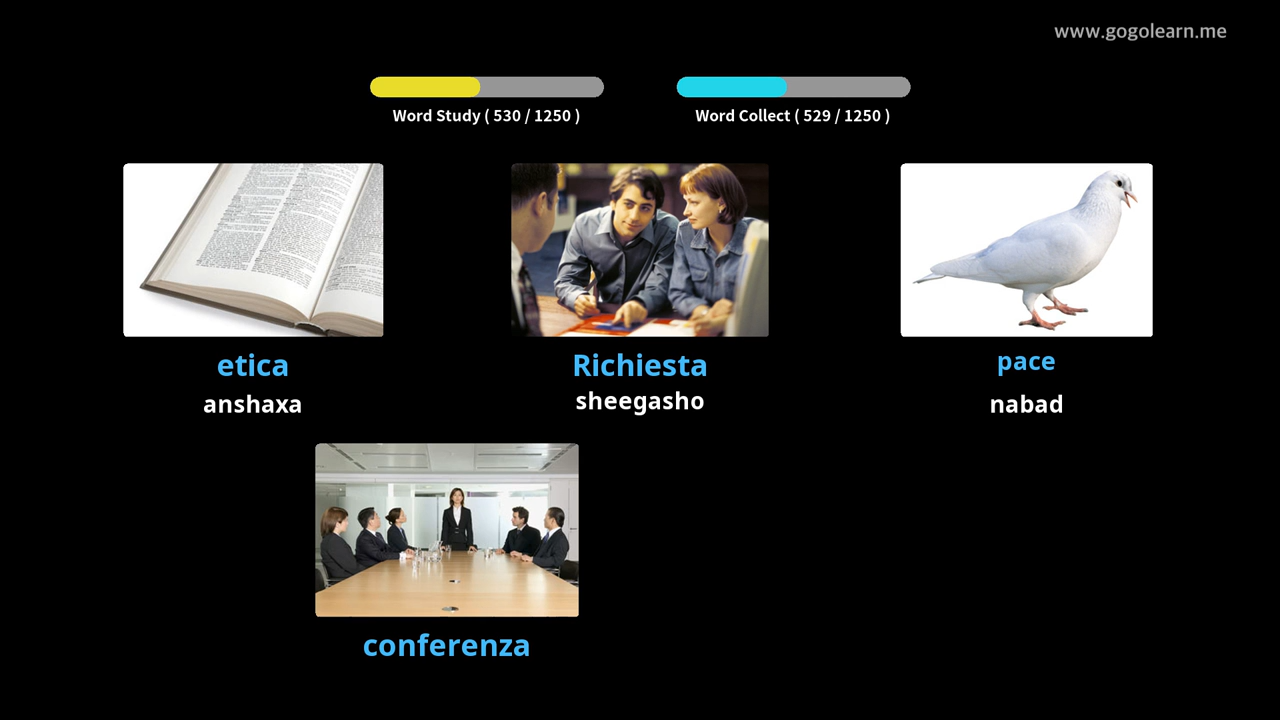 www.gogolearn.me
Word Study ( 530 / 1250 )
Word Collect ( 529 / 1250 )
etica
anshaxa
Richiesta
sheegasho
pace
nabad
conferenza